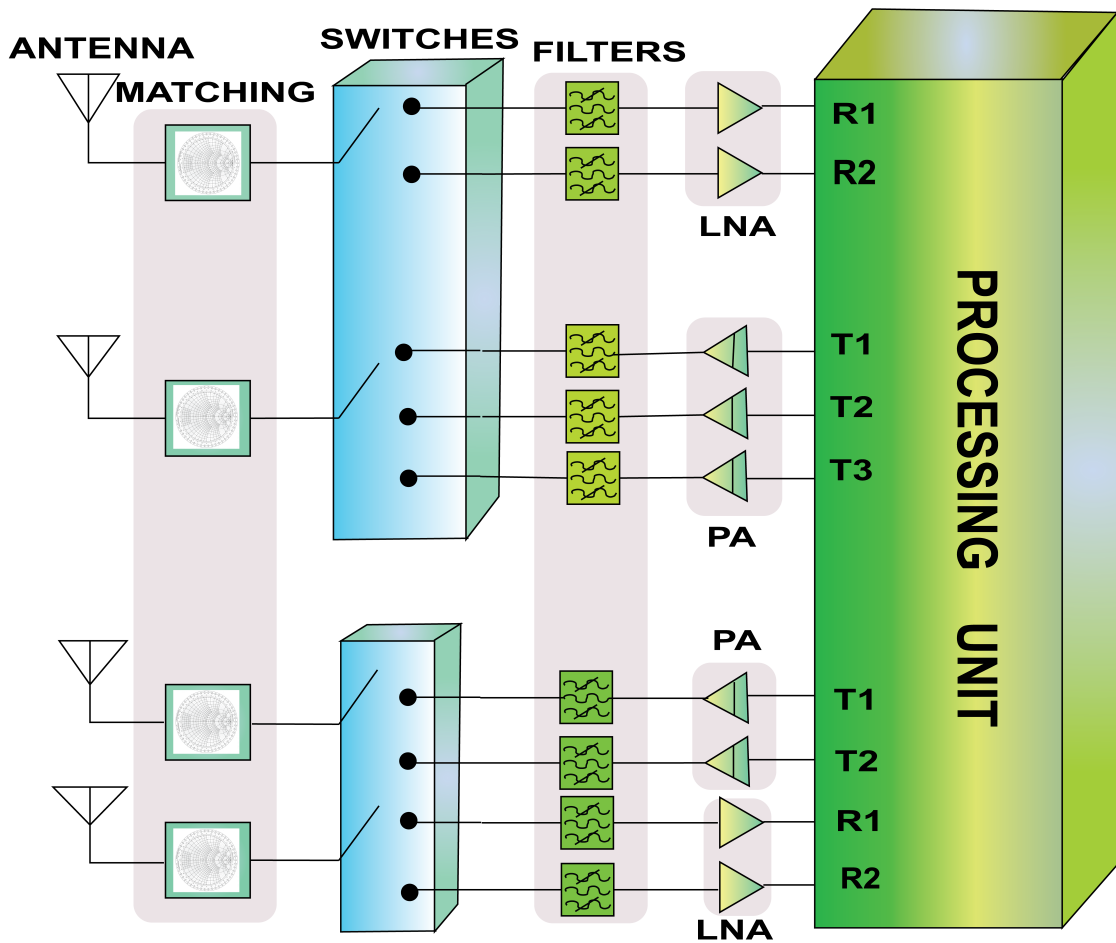 ANTENNA
SWITCHES
FILTERS
MATCHING
R1
R2
LNA
T1
T2
T3
PA
PROCESSING UNIT
PA
T1
T2
R1
R2
LNA